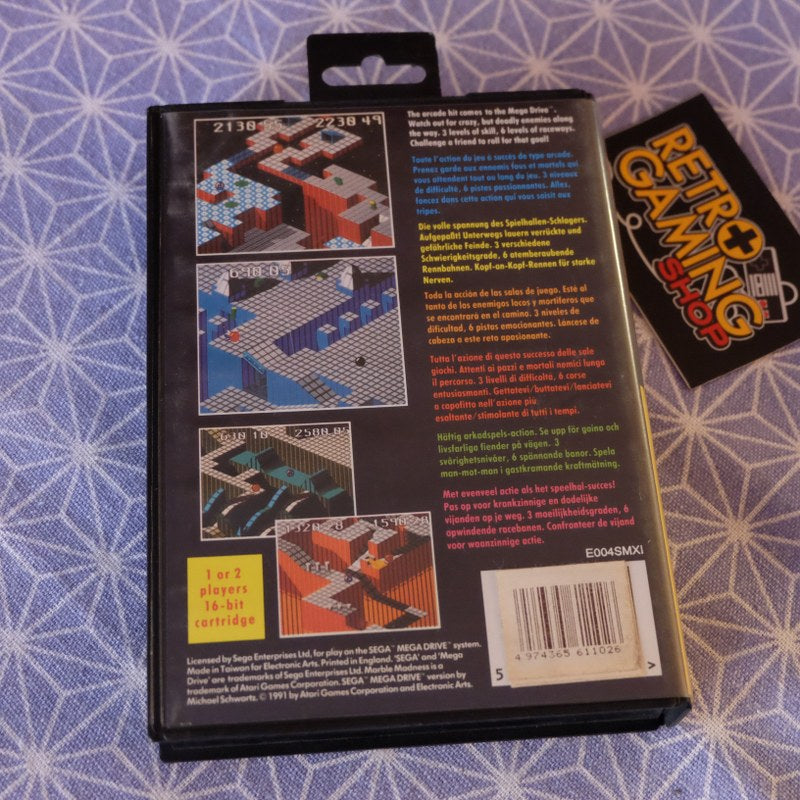 2130 2230 49
The arcade hit comes to the Mega Drive™.
Watch out for crazy, but deadly enemies along
the way. 3 levels of skill, 6 levels of raceways.
Challenge a friend to roll for that goal!
Toute l'action du jeu à succès de type arcade.
Prenez garde aux ennemis fous et mortals qui
vous attendent tout au long du jeu. 3 niveaux
de difficulté, 6 pistes passionnantes. Allez,
foncez dans cette action qui vous saisit aux
tripes.
Die volle spannung des Spielhallen-Schlagers.
Aufgepaßt! Unterwegs lauern verrückte und
gefährliche Feinde. 3 verschiedene
Schwierigkeitsgrade, 6 atemberaubende
Rennbahnen. Kopf-an-Kopf-Rennen für starke
Nerven.
Toda la acción de las salas de juego. Esté al
tanto de los enemigos locos y mortíferos que
se encontrará en el camino. 3 niveles de
dificultad, 6 pistas emocionantes. Láncese de
cabeza a este reto apasionante.
Tutta l'azione di questo successo delle sale
giochi. Attenti ai pazzi e mortali nemici lungo
il percorso. 3 livelli di difficoltà, 6 corse
entusiasmanti. Gettatevi/buttatevi/lanciatevi
a capofitto nell'azione più
esaltante/stimolante di tutti i tempi.
Häftig arkadspels-action. Se upp för galna och
livsfarliga fiender på vägen. 3
svårighetsnivåer, 6 spännande banor. Spela
man-mot-man i gastkramande kraftmätning.
Met evenveel actie als het speelhal-succes!
Pas op voor krankzinnige en dodelijke
vijanden op je weg. 3 moeilijkheidsgraden, 6
opwindende racebanen. Confronteer de vijand
voor waanzinnige actie.
E004SMXI
630 10 2580 05
1320 28 1590 20
1 or 2
players
16-bit
cartridge
Licensed by Sega Enterprises Ltd, for play on the SEGA™ MEGA DRIVE™ system.
Made in Taiwan for Electronic Arts. Printed in England. 'SEGA' and 'Mega
Drive' are trademarks of Sega Enterprises Ltd. Marble Madness is a
trademark of Atari Games Corporation. SEGA™ MEGA DRIVE™ version by
Michael Schwartz. © 1991 by Atari Games Corporation and Electronic Arts.
4 974365 611026
5 >
RETRO
GAMING
SHOP